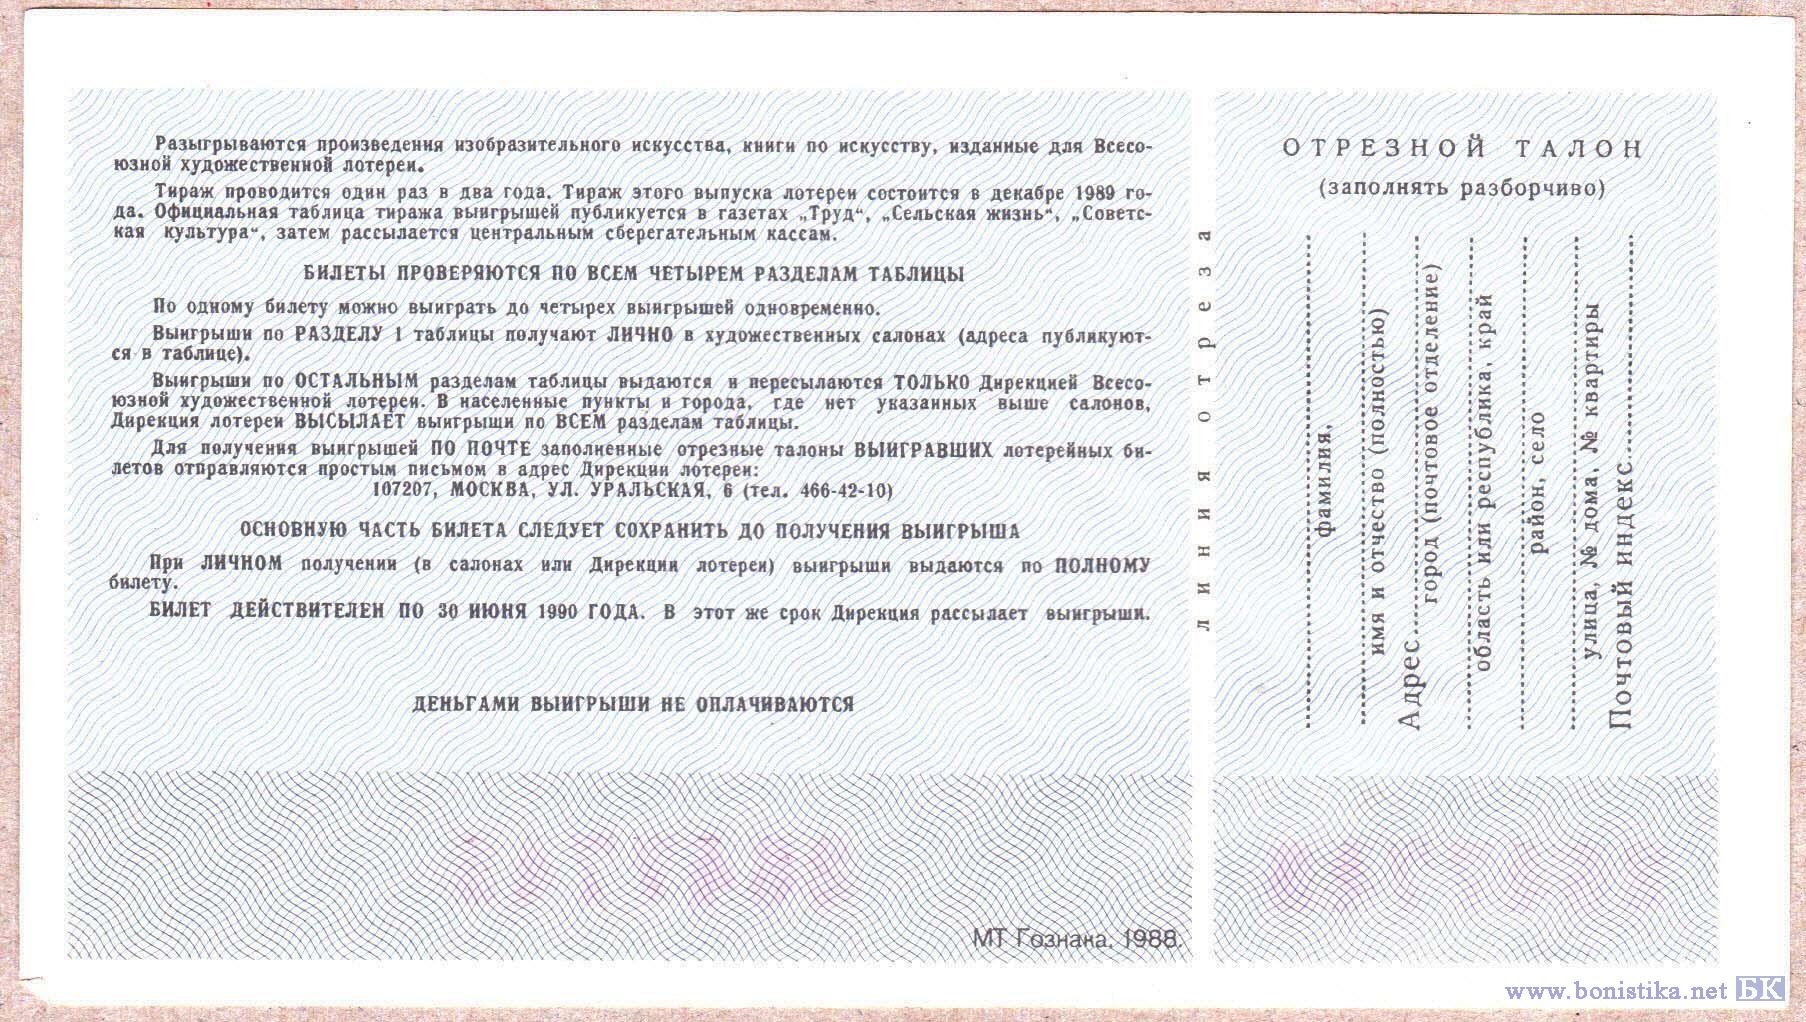 Разыгрываются произведения изобразительного искусства, книги по искусству, изданные для Всесо-
юзной художественной лотереи.
Тираж проводится один раз в два года. Тираж этого выпуска лотереи состоится в декабре 1989 го-
да. Официальная таблица тиража выигрышей публикуется в газетах „Труд“, „Сельская жизнь“, „Советс-
кая культура“, затем рассылается центральным сберегательным кассам.
БИЛЕТЫ ПРОВЕРЯЮТСЯ ПО ВСЕМ ЧЕТЫРЕМ РАЗДЕЛАМ ТАБЛИЦЫ
По одному билету можно выиграть до четырех выигрышей одновременно.
Выигрыши по РАЗДЕЛУ 1 таблицы получают ЛИЧНО в художественных салонах (адреса публикуют-
ся в таблице).
Выигрыши по ОСТАЛЬНЫМ разделам таблицы выдаются и пересылаются ТОЛЬКО Дирекцией Всесо-
юзной художественной лотереи. В населенные пункты и города, где нет указанных выше салонов,
Дирекция лотереи ВЫСЫЛАЕТ выигрыши по ВСЕМ разделам таблицы.
Для получения выигрышей ПО ПОЧТЕ заполненные отрезные талоны ВЫИГРАВШИХ лотерейных би-
летов отправляются простым письмом в адрес Дирекции лотереи:
107207, МОСКВА, УЛ. УРАЛЬСКАЯ, 6 (тел. 466-42-10)
ОСНОВНУЮ ЧАСТЬ БИЛЕТА СЛЕДУЕТ СОХРАНИТЬ ДО ПОЛУЧЕНИЯ ВЫИГРЫША
При ЛИЧНОМ получении (в салонах или Дирекции лотереи) выигрыши выдаются по ПОЛНОМУ
билету.
БИЛЕТ ДЕЙСТВИТЕЛЕН ПО 30 ИЮНЯ 1990 ГОДА. В этот же срок Дирекция рассылает выигрыши.
ДЕНЬГАМИ ВЫИГРЫШИ НЕ ОПЛАЧИВАЮТСЯ
МТ Гознака. 1988.
линия отреза
ОТРЕЗНОЙ ТАЛОН
(заполнять разборчиво)
фамилия,
имя и отчество (полностью)
Адрес
город (почтовое отделение)
область или республика, край
район, село
улица, № дома, № квартиры
Почтовый индекс
www.bonistika.net БК